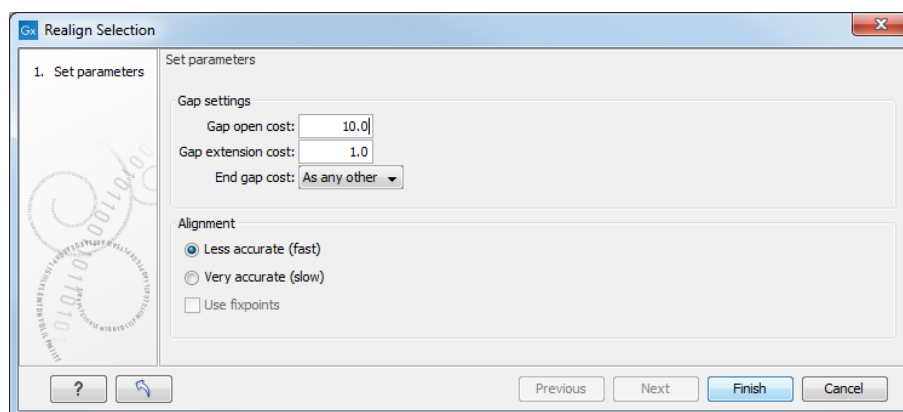 Gx Realign Selection
1. Set parameters
Set parameters
Gap settings
Gap open cost: 10.0
Gap extension cost: 1.0
End gap cost: As any other
Alignment
Less accurate (fast)
Very accurate (slow)
Use fixpoints
?
Previous Next Finish Cancel